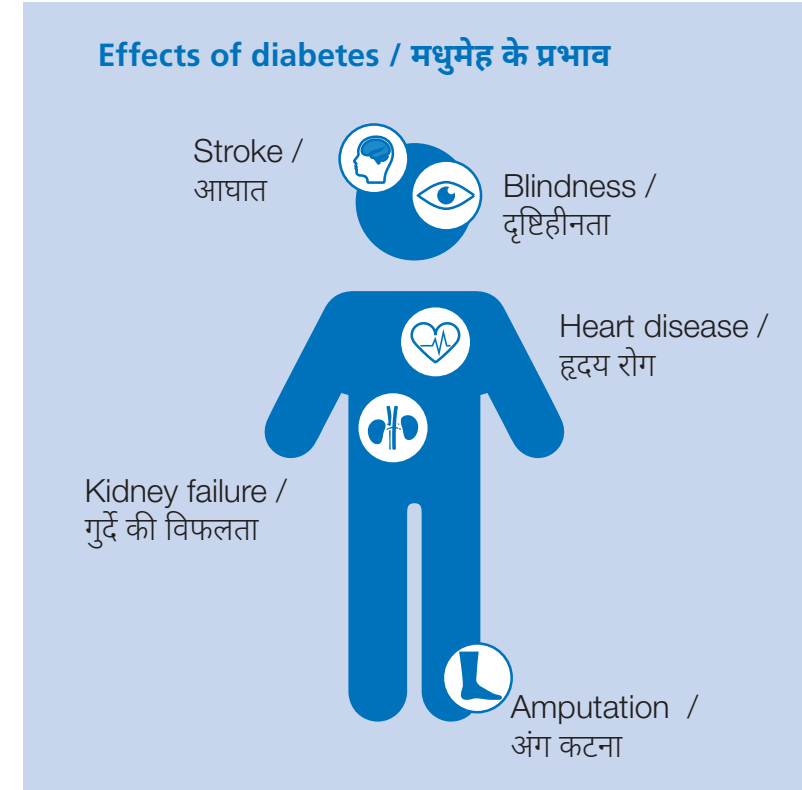 Effects of diabetes / मधुमेह के प्रभाव
Stroke /
आघात
Blindness /
दृष्टिहीनता
Heart disease /
हृदय रोग
Kidney failure /
गुर्दे की विफलता
Amputation /
अंग कटना